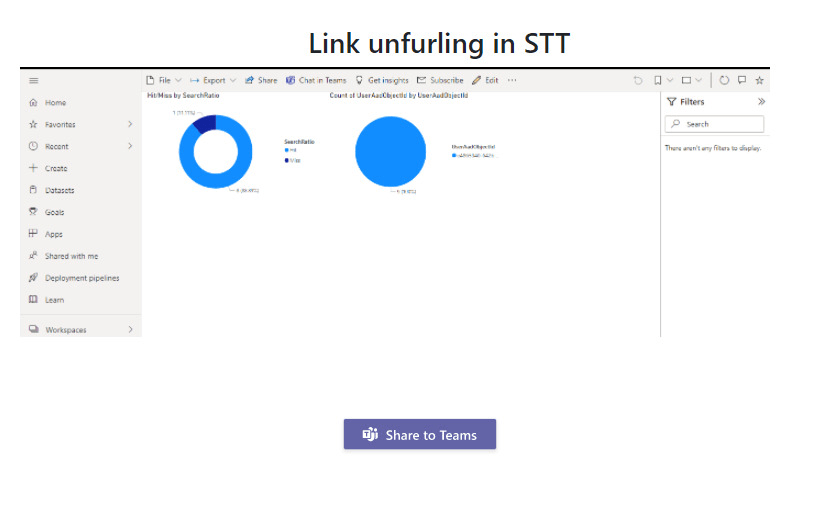 Link unfurling in STT
File Export Share Chat in Teams Get insights Subscribe Edit ...
Home
Favorites
Recent
Create
Datasets
Goals
Apps
Shared with me
Deployment pipelines
Learn
Workspaces
Hit/Miss by SearchRatio
SearchRatio
Hit
Miss
Count of UserAadObjectId by UserAadObjectId
UserAadObjectId
Filters
Search
There aren't any filters to display.
Share to Teams